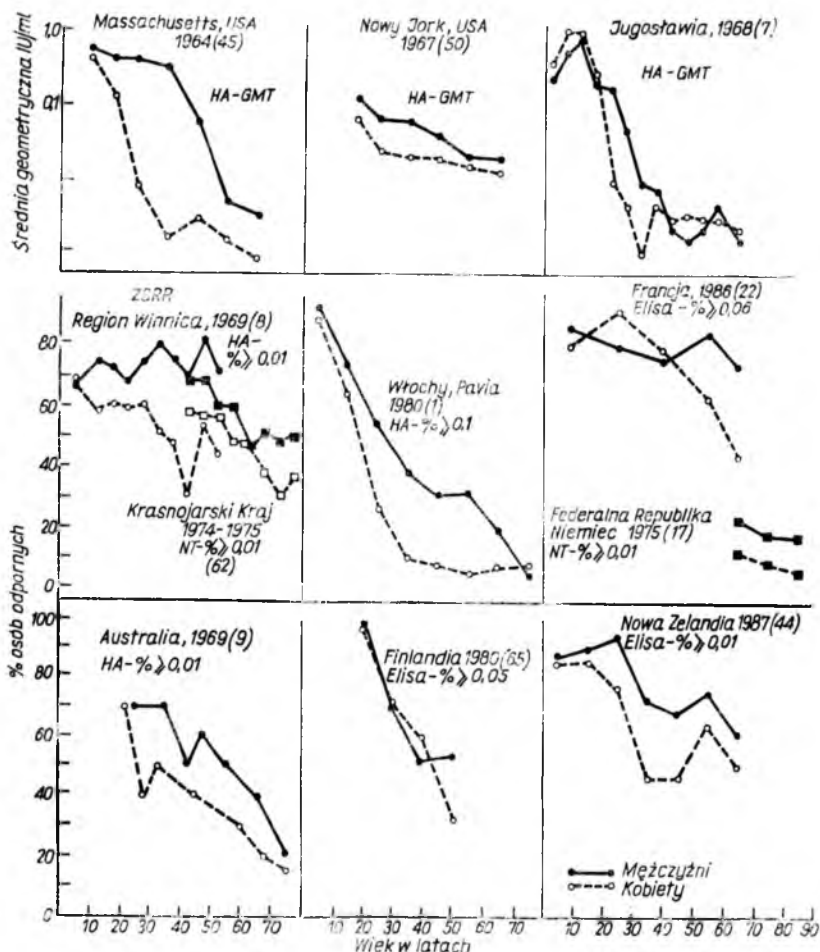 Massachusetts, USA
1964(45)
HA-GMT
Nowy Jork, USA
1967(50)
HA-GMT
Jugosławia, 1968(7)
HA-GMT
Średnia geometryczna IU/ml
1,0
0,1
ZSRR
Region Winnica, 1969(8)
HA-
%⩾0,01
Krasnojarski Kraj
1974-1975
NT-%⩾0,01
(62)
Włochy, Pavia
1980(1)
HA-%⩾0,1
Francja, 1986(22)
Elisa-%⩾0,06
Federalna Republika
Niemiec 1975(17)
NT-%⩾0,01
80
60
40
20
0
% osób odpornych
Australia, 1969(9)
HA-%⩾0,01
Finlandia 1980(65)
Elisa-%⩾0,05
Nowa Zelandia 1987(44)
Elisa-%⩾0,01
100
80
60
40
20
0
Mężczyźni
Kobiety
10 20 30 40 50 60 70
10 20 30 40 50 60 70
10 20 30 40 50 60 70 80 90
Wiek w latach